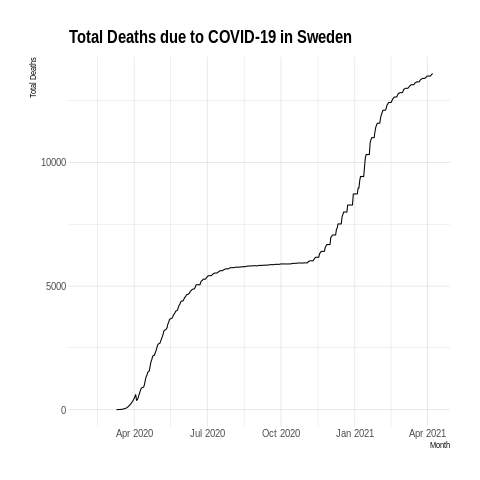 Total Deaths due to COVID-19 in Sweden
Total Deaths
10000
5000
0
Apr 2020 Jul 2020 Oct 2020 Jan 2021 Apr 2021
Month